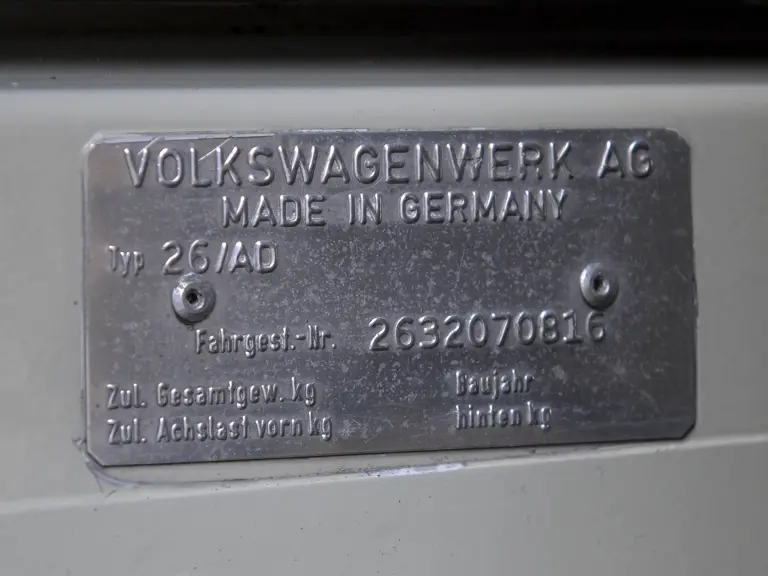 VOLKSWAGENWERK AG
MADE IN GERMANY
Typ 26/AD
Fahrgest.-Nr. 2632070816
Zul. Gesamtgew. kg Baujahr
Zul. Achslast vorn kg hinten kg